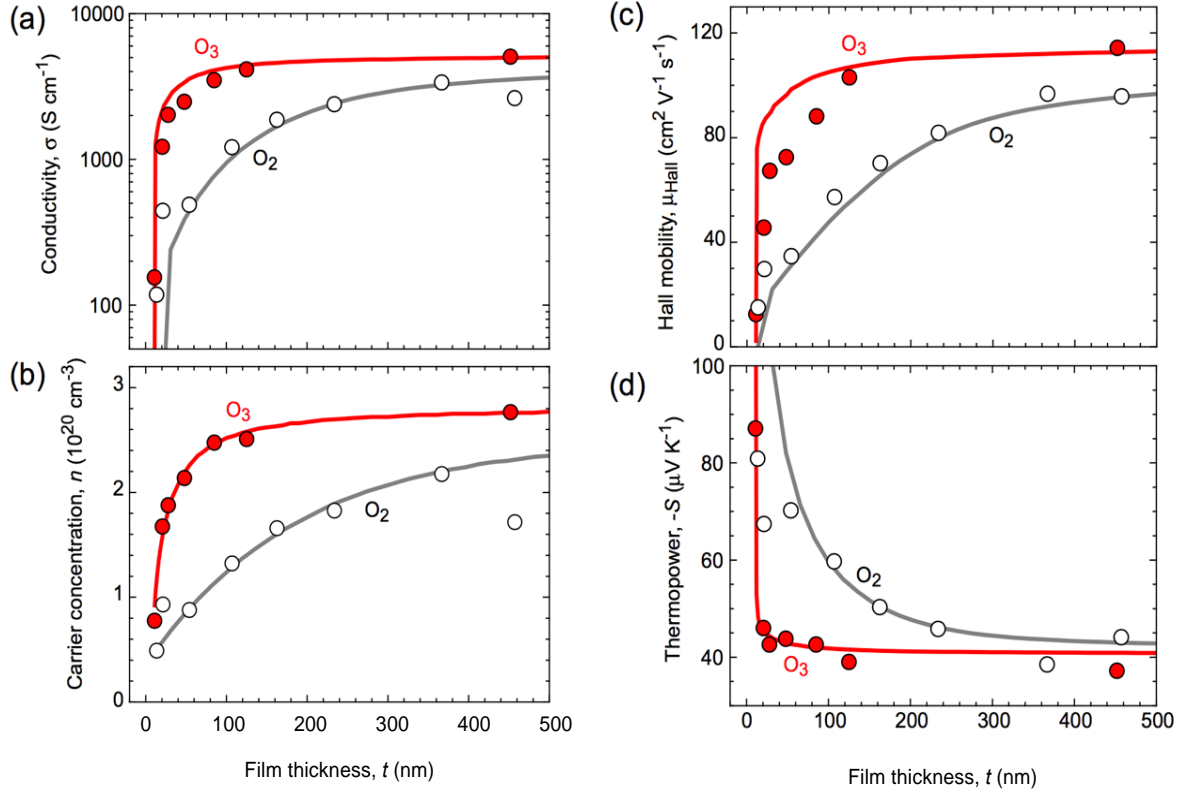 (a)
Conductivity, σ (S cm⁻¹)
10000
1000
100
O₃
O₂
(b)
Carrier concentration, n (10²⁰ cm⁻³)
3
2
1
0
O₃
O₂
0 100 200 300 400 500
Film thickness, t (nm)
(c)
Hall mobility, μHall (cm² V⁻¹ s⁻¹)
120
80
40
0
O₃
O₂
(d)
Thermopower, -S (μV K⁻¹)
100
80
60
40
O₂
O₃
0 100 200 300 400 500
Film thickness, t (nm)